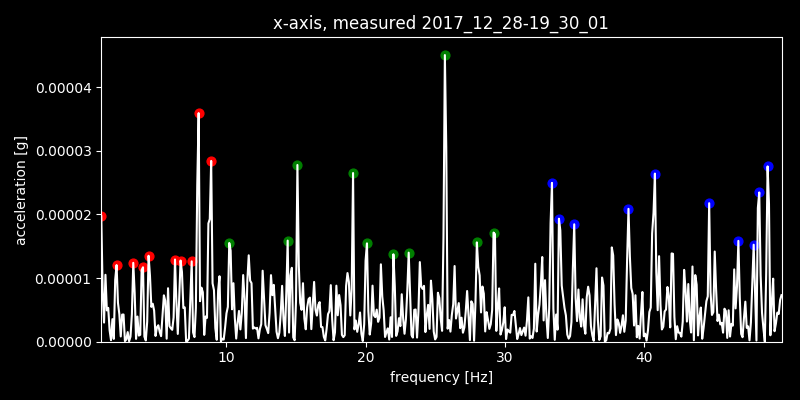 x-axis, measured 2017_12_28-19_30_01
acceleration [g]
0.00004
0.00003
0.00002
0.00001
0.00000
10 20 30 40
frequency [Hz]